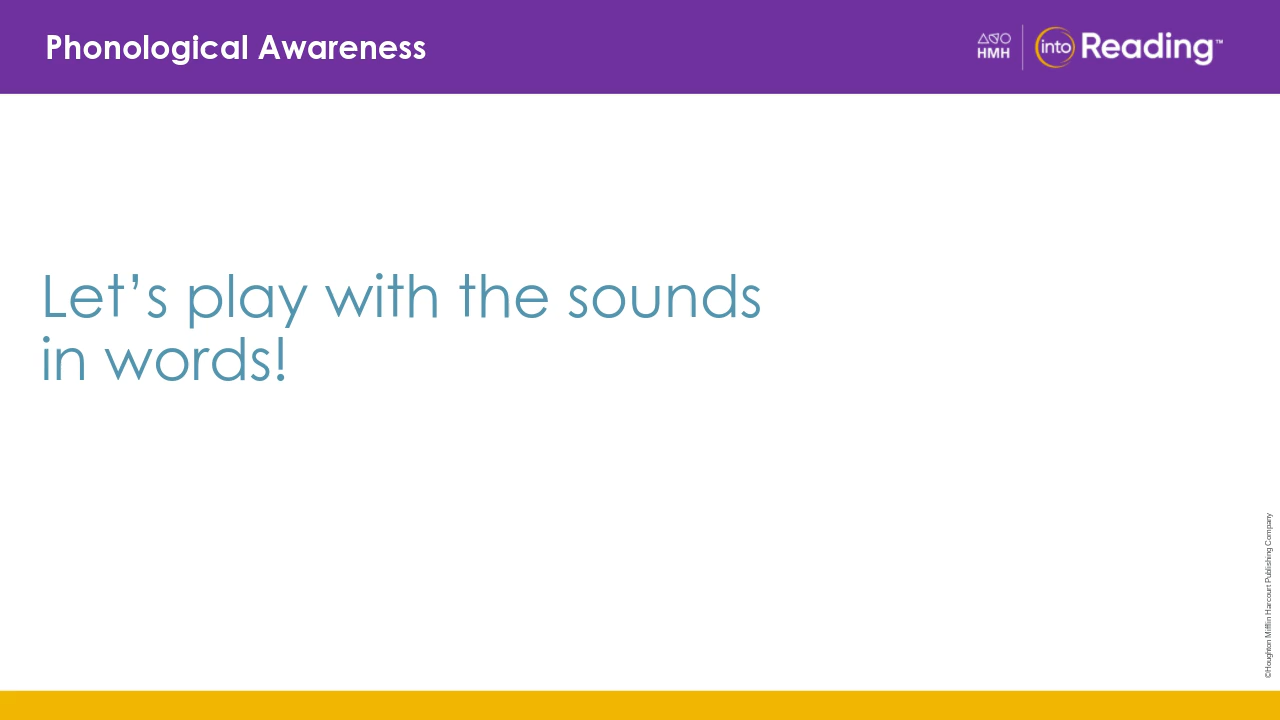 Phonological Awareness
HMH
into Reading™
Let's play with the sounds
in words!
©Houghton Mifflin Harcourt Publishing Company